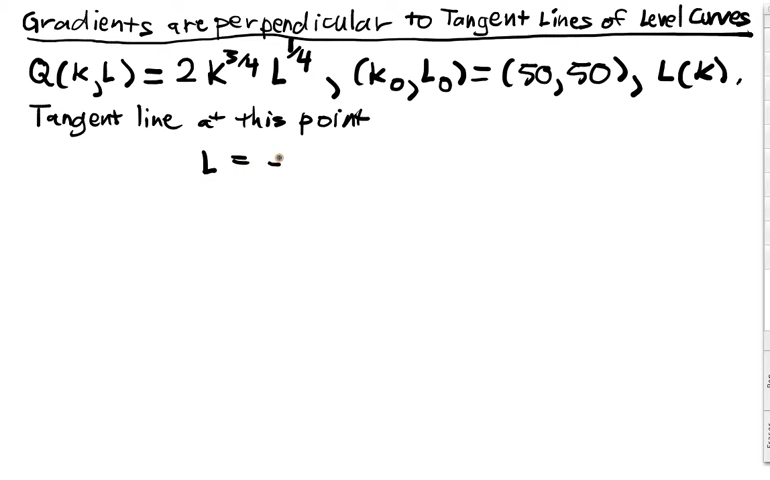 Gradients are perpendicular to Tangent Lines of Level Curves
Q(K,L) = 2 K^3/4 L^1/4 , (K₀,L₀) = (50,50), L(K).
Tangent line at this point
L = -